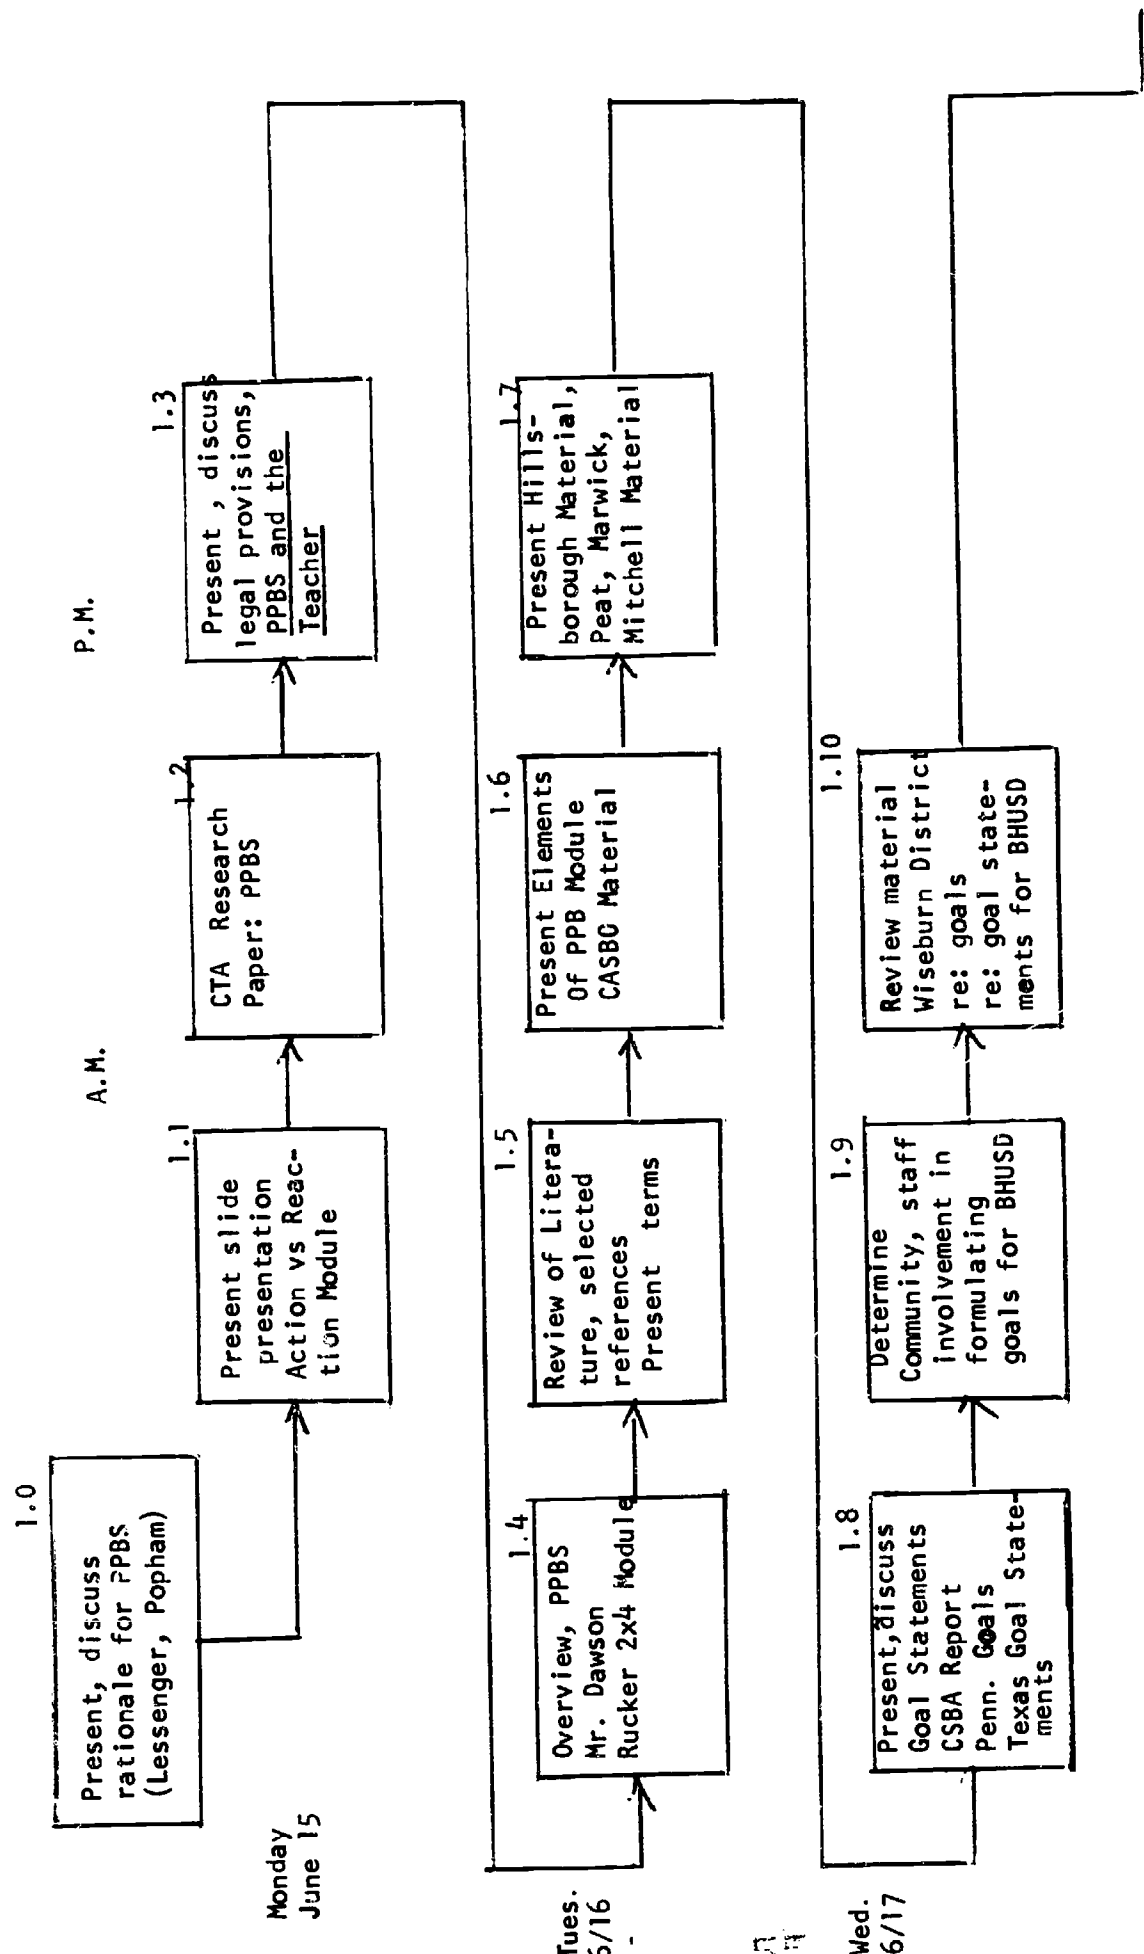 1.0
Present, discuss
rationale for PPBS
(Lessenger, Popham)
A.M.
P.M.
Monday
June 15
1.1
Present slide
presentation
Action vs Reac-
tion Module
1.2
CTA Research
Paper: PPBS
1.3
Present , discuss
legal provisions,
PPBS and the
Teacher
Tues.
6/16
1.4
Overview, PPBS
Mr. Dawson
Rucker 2x4 Module
1.5
Review of Litera-
ture, selected
references
Present terms
1.6
Present Elements
Of PPB Module
CASBO Material
1.7
Present Hills-
borough Material,
Peat, Marwick,
Mitchell Material
Wed.
6/17
1.8
Present,discuss
Goal Statements
CSBA Report
Penn. Goals
Texas Goal State-
ments
1.9
Determine
Community, staff
involvement in
formulating
goals for BHUSD
1.10
Review material
Wiseburn District
re: goals
re: goal state-
ments for BHUSD